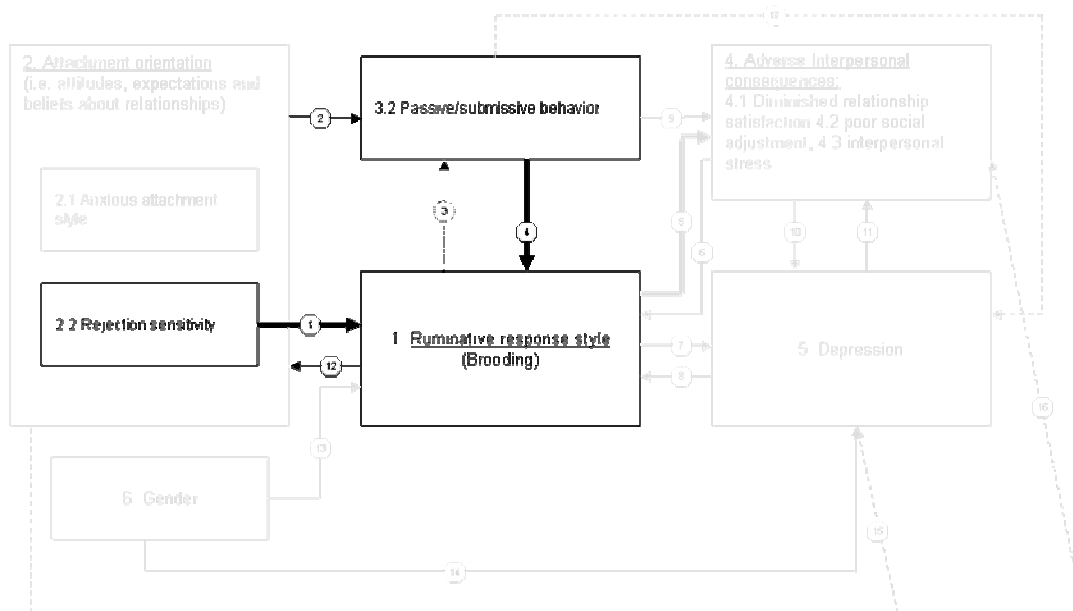 17
2. Attachment orientation
(i.e. attitudes, expectations and
beliefs about relationships)
2.1 Anxious attachment
style
2.2 Rejection sensitivity
2
3.2 Passive/submissive behavior
9
4. Adverse Interpersonal
consequences:
4.1 Diminished relationship
satisfaction 4.2 poor social
adjustment, 4.3 interpersonal
stress
3
4
5
6
10
11
16
1
12
1 Ruminative response style
(Brooding)
7
8
5 Depression
13
6 Gender
14
15